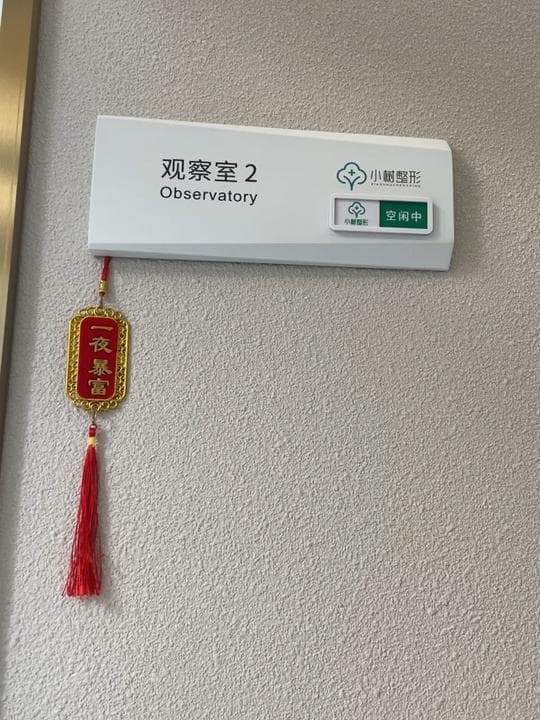 观察室 2
Observatory
小树整形
XIAOSHUZHENGXING
小树整形
空闲中
一夜暴富